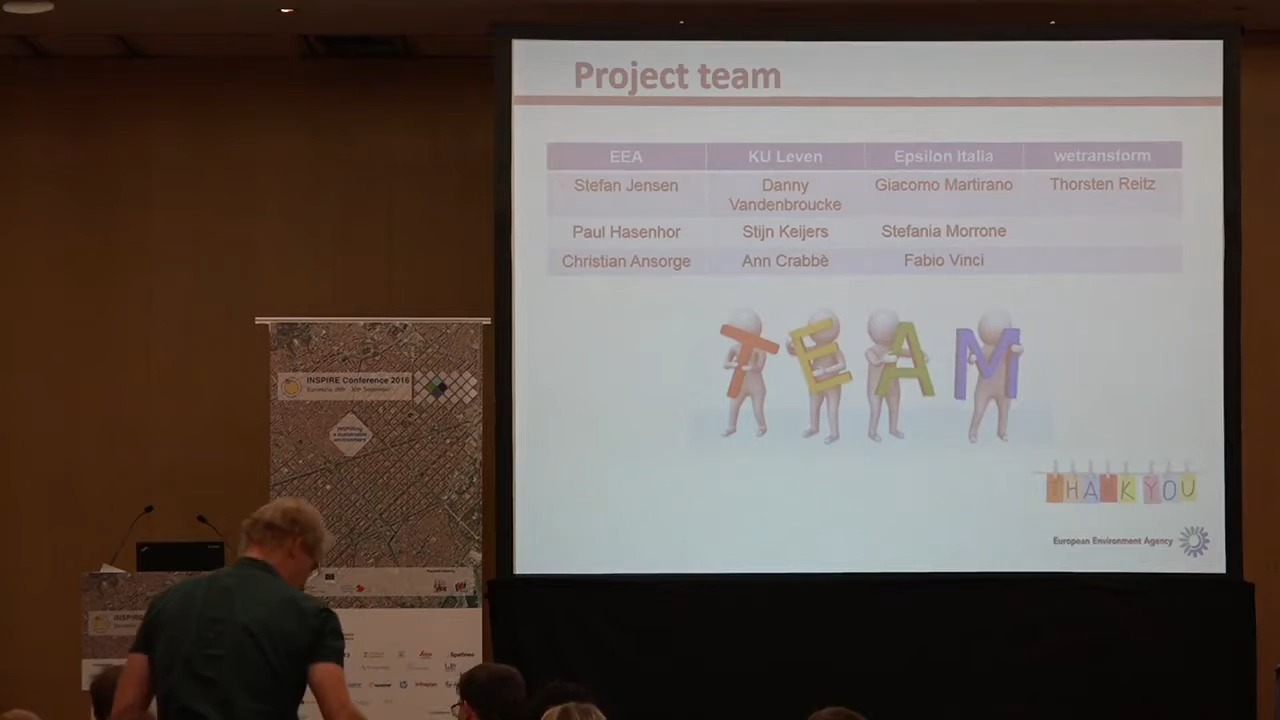 Project team
EEA KU Leven Epsilon Italia wetransform
Stefan Jensen Danny Vandenbroucke Giacomo Martirano Thorsten Reitz
Paul Hasenhor Stijn Keijers Stefania Morrone
Christian Ansorge Ann Crabbè Fabio Vinci
TEAM
THANK YOU
European Environment Agency
INSPIRE Conference 2016
INSPIRE